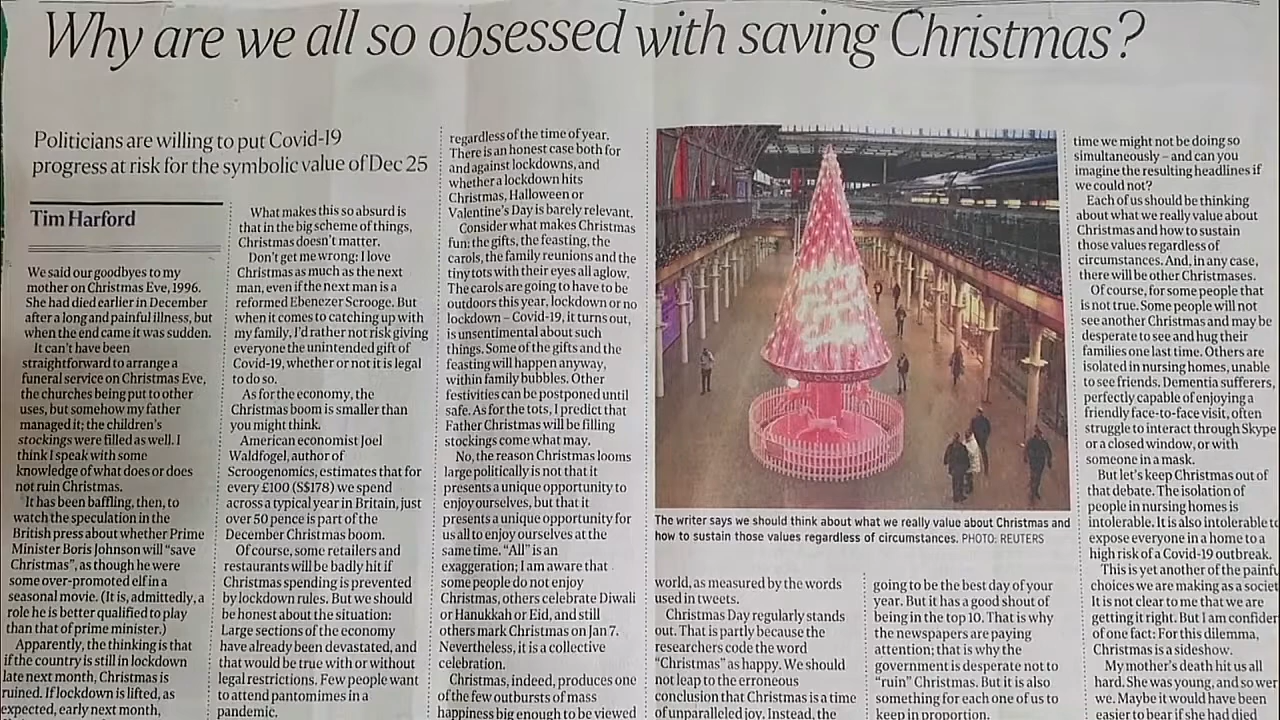 Why are we all so obsessed with saving Christmas?
Politicians are willing to put Covid-19
progress at risk for the symbolic value of Dec 25
Tim Harford
We said our goodbyes to my
mother on Christmas Eve, 1996.
She had died earlier in December
after a long and painful illness, but
when the end came it was sudden.
It can't have been
straightforward to arrange a
funeral service on Christmas Eve,
the churches being put to other
uses, but somehow my father
managed it; the children's
stockings were filled as well. I
think I speak with some
knowledge of what does or does
not ruin Christmas.
It has been baffling, then, to
watch the speculation in the
British press about whether Prime
Minister Boris Johnson will "save
Christmas", as though he were
some over-promoted elf in a
seasonal movie. (It is, admittedly, a
role he is better qualified to play
than that of prime minister.)
Apparently, the thinking is that
if the country is still in lockdown
late next month, Christmas is
ruined. If lockdown is lifted, as
expected, early next month,
What makes this so absurd is
that in the big scheme of things,
Christmas doesn't matter.
Don't get me wrong: I love
Christmas as much as the next
man, even if the next man is a
reformed Ebenezer Scrooge. But
when it comes to catching up with
my family. I'd rather not risk giving
everyone the unintended gift of
Covid-19, whether or not it is legal
to do so.
As for the economy, the
Christmas boom is smaller than
you might think.
American economist Joel
Waldfogel, author of
Scroogenomics, estimates that for
every £100 (S$178) we spend
across a typical year in Britain, just
over 50 pence is part of the
December Christmas boom.
Of course, some retailers and
restaurants will be badly hit if
Christmas spending is prevented
by lockdown rules. But we should
be honest about the situation:
Large sections of the economy
have already been devastated, and
that would be true with or without
legal restrictions. Few people want
to attend pantomimes in a
pandemic.
regardless of the time of year.
There is an honest case both for
and against lockdowns, and
whether a lockdown hits
Christmas, Halloween or
Valentine's Day is barely relevant.
Consider what makes Christmas
fun: the gifts, the feasting, the
carols, the family reunions and the
tiny tots with their eyes all aglow.
The carols are going to have to be
outdoors this year, lockdown or no
lockdown – Covid-19, it turns out,
is unsentimental about such
things. Some of the gifts and the
feasting will happen anyway,
within family bubbles. Other
festivities can be postponed until
safe. As for the tots, I predict that
Father Christmas will be filling
stockings come what may.
No, the reason Christmas looms
large politically is not that it
presents a unique opportunity to
enjoy ourselves, but that it
presents a unique opportunity for
us all to enjoy ourselves at the
same time. "All" is an
exaggeration; I am aware that
some people do not enjoy
Christmas, others celebrate Diwali
or Hanukkah or Eid, and still
others mark Christmas on Jan 7.
Nevertheless, it is a collective
celebration.
Christmas, indeed, produces one
of the few outbursts of mass
happiness big enough to be viewed
The writer says we should think about what we really value about Christmas and
how to sustain those values regardless of circumstances. PHOTO: REUTERS
world, as measured by the words
used in tweets.
Christmas Day regularly stands
out. That is partly because the
researchers code the word
"Christmas" as happy. We should
not leap to the erroneous
conclusion that Christmas is a time
of unparalleled joy. Instead, the
going to be the best day of your
year. But it has a good shout of
being in the top 10. That is why
the newspapers are paying
attention; that is why the
government is desperate not to
"ruin" Christmas. But it is also
something for each one of us to
keep in proportion.
time we might not be doing so
simultaneously – and can you
imagine the resulting headlines if
we could not?
Each of us should be thinking
about what we really value about
Christmas and how to sustain
those values regardless of
circumstances. And, in any case,
there will be other Christmases.
Of course, for some people that
is not true. Some people will not
see another Christmas and may be
desperate to see and hug their
families one last time. Others are
isolated in nursing homes, unable
to see friends. Dementia sufferers,
perfectly capable of enjoying a
friendly face-to-face visit, often
struggle to interact through Skype
or a closed window, or with
someone in a mask.
But let's keep Christmas out of
that debate. The isolation of
people in nursing homes is
intolerable. It is also intolerable to
expose everyone in a home to a
high risk of a Covid-19 outbreak.
This is yet another of the painfu
choices we are making as a societ
It is not clear to me that we are
getting it right. But I am confiden
of one fact: For this dilemma,
Christmas is a sideshow.
My mother's death hit us all
hard. She was young, and so wer
we. Maybe it would have been
easier to bear if she had died